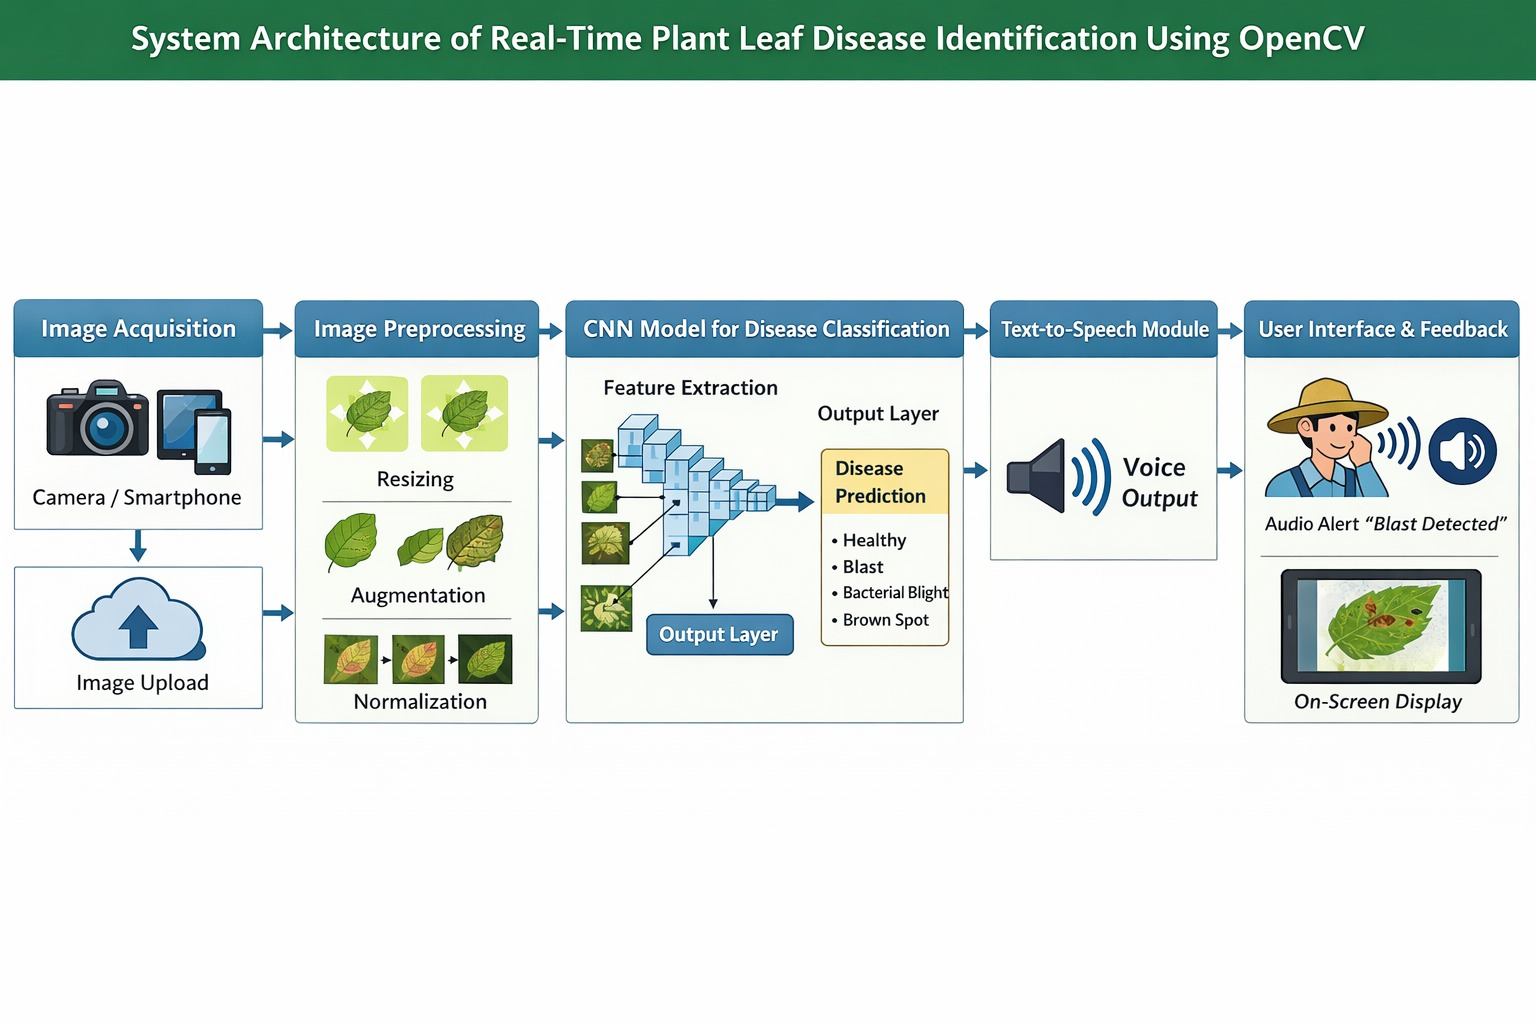 System Architecture of Real-Time Plant Leaf Disease Identification Using OpenCV
Image Acquisition
Camera / Smartphone
Image Upload
Image Preprocessing
Resizing
Augmentation
Normalization
CNN Model for Disease Classification
Feature Extraction
Output Layer
Output Layer
Disease
Prediction
• Healthy
• Blast
• Bacterial Blight
• Brown Spot
Text-to-Speech Module
Voice
Output
User Interface & Feedback
Audio Alert “Blast Detected”
On-Screen Display